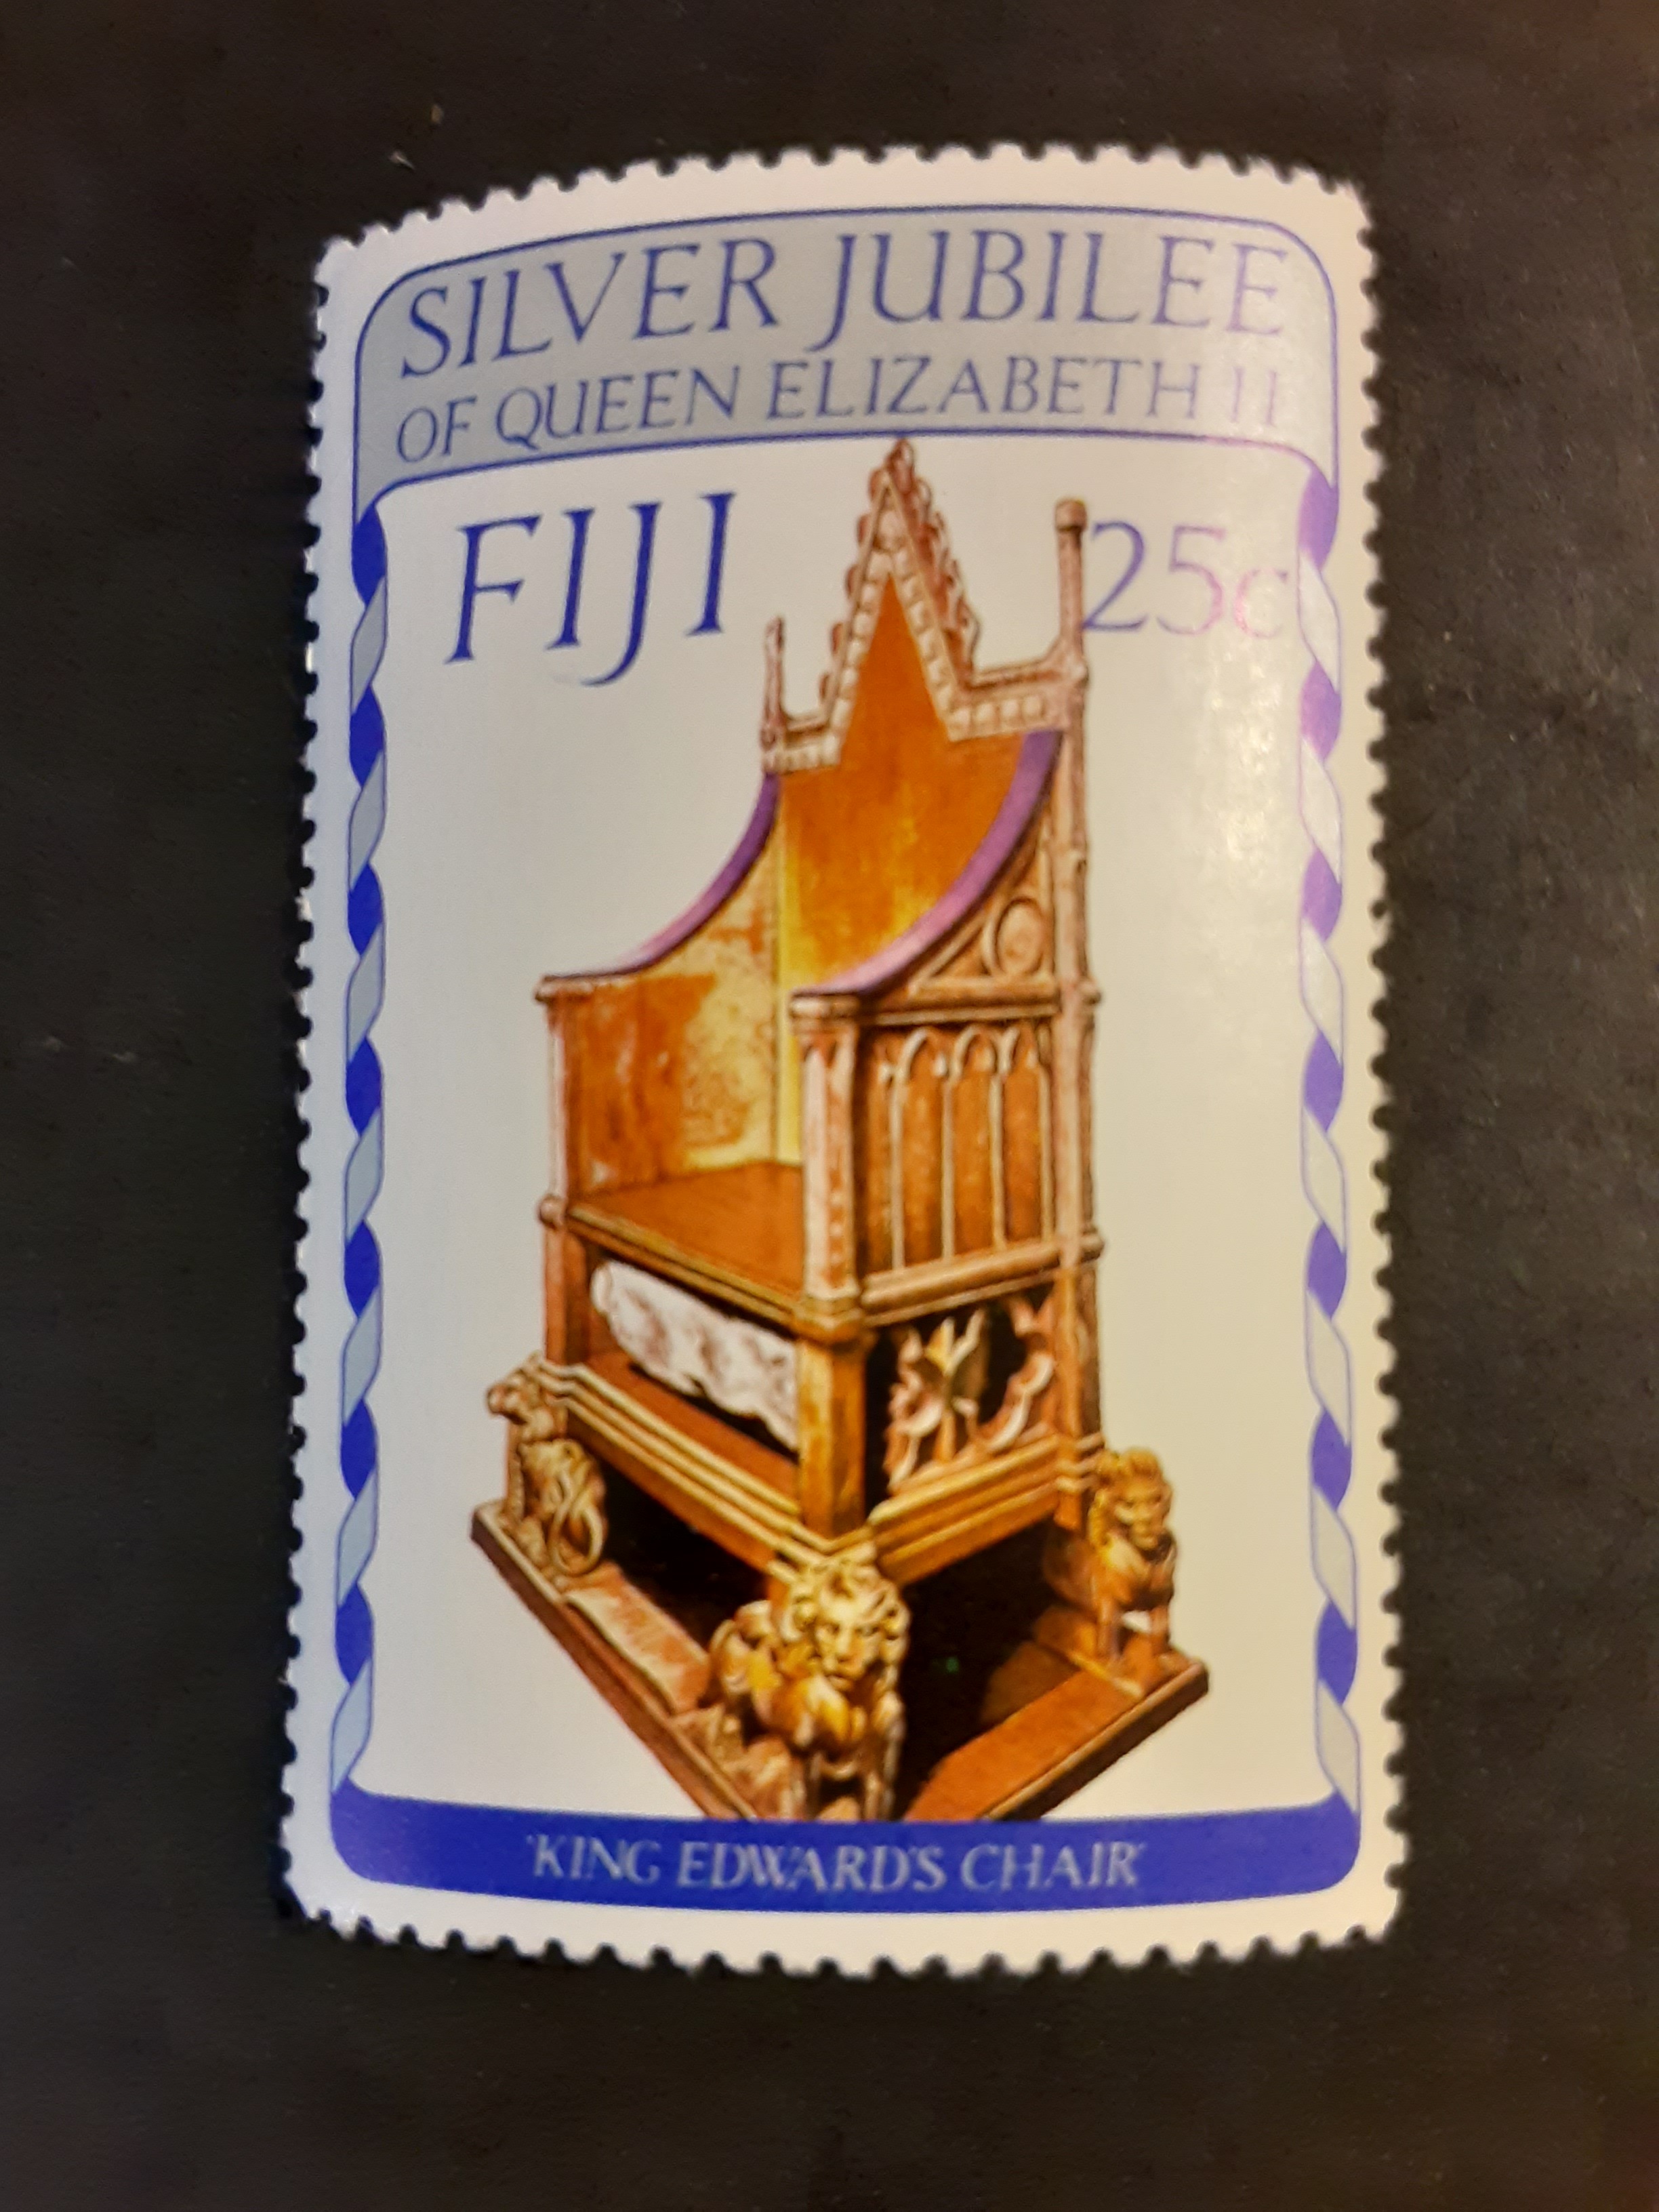 SILVER JUBILEE
OF QUEEN ELIZABETH II
FIJI 25c
'KING EDWARD'S CHAIR'